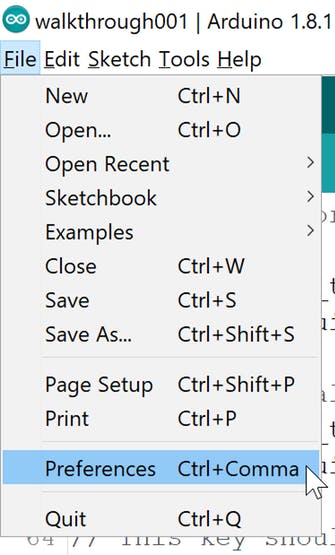 walkthrough001 | Arduino 1.8.1
File Edit Sketch Tools Help
New Ctrl+N
Open... Ctrl+O
Open Recent
Sketchbook
Examples
Close Ctrl+W
Save Ctrl+S
Save As... Ctrl+Shift+S
Page Setup Ctrl+Shift+P
Print Ctrl+P
Preferences Ctrl+Comma
Quit Ctrl+Q
64 // This key shou